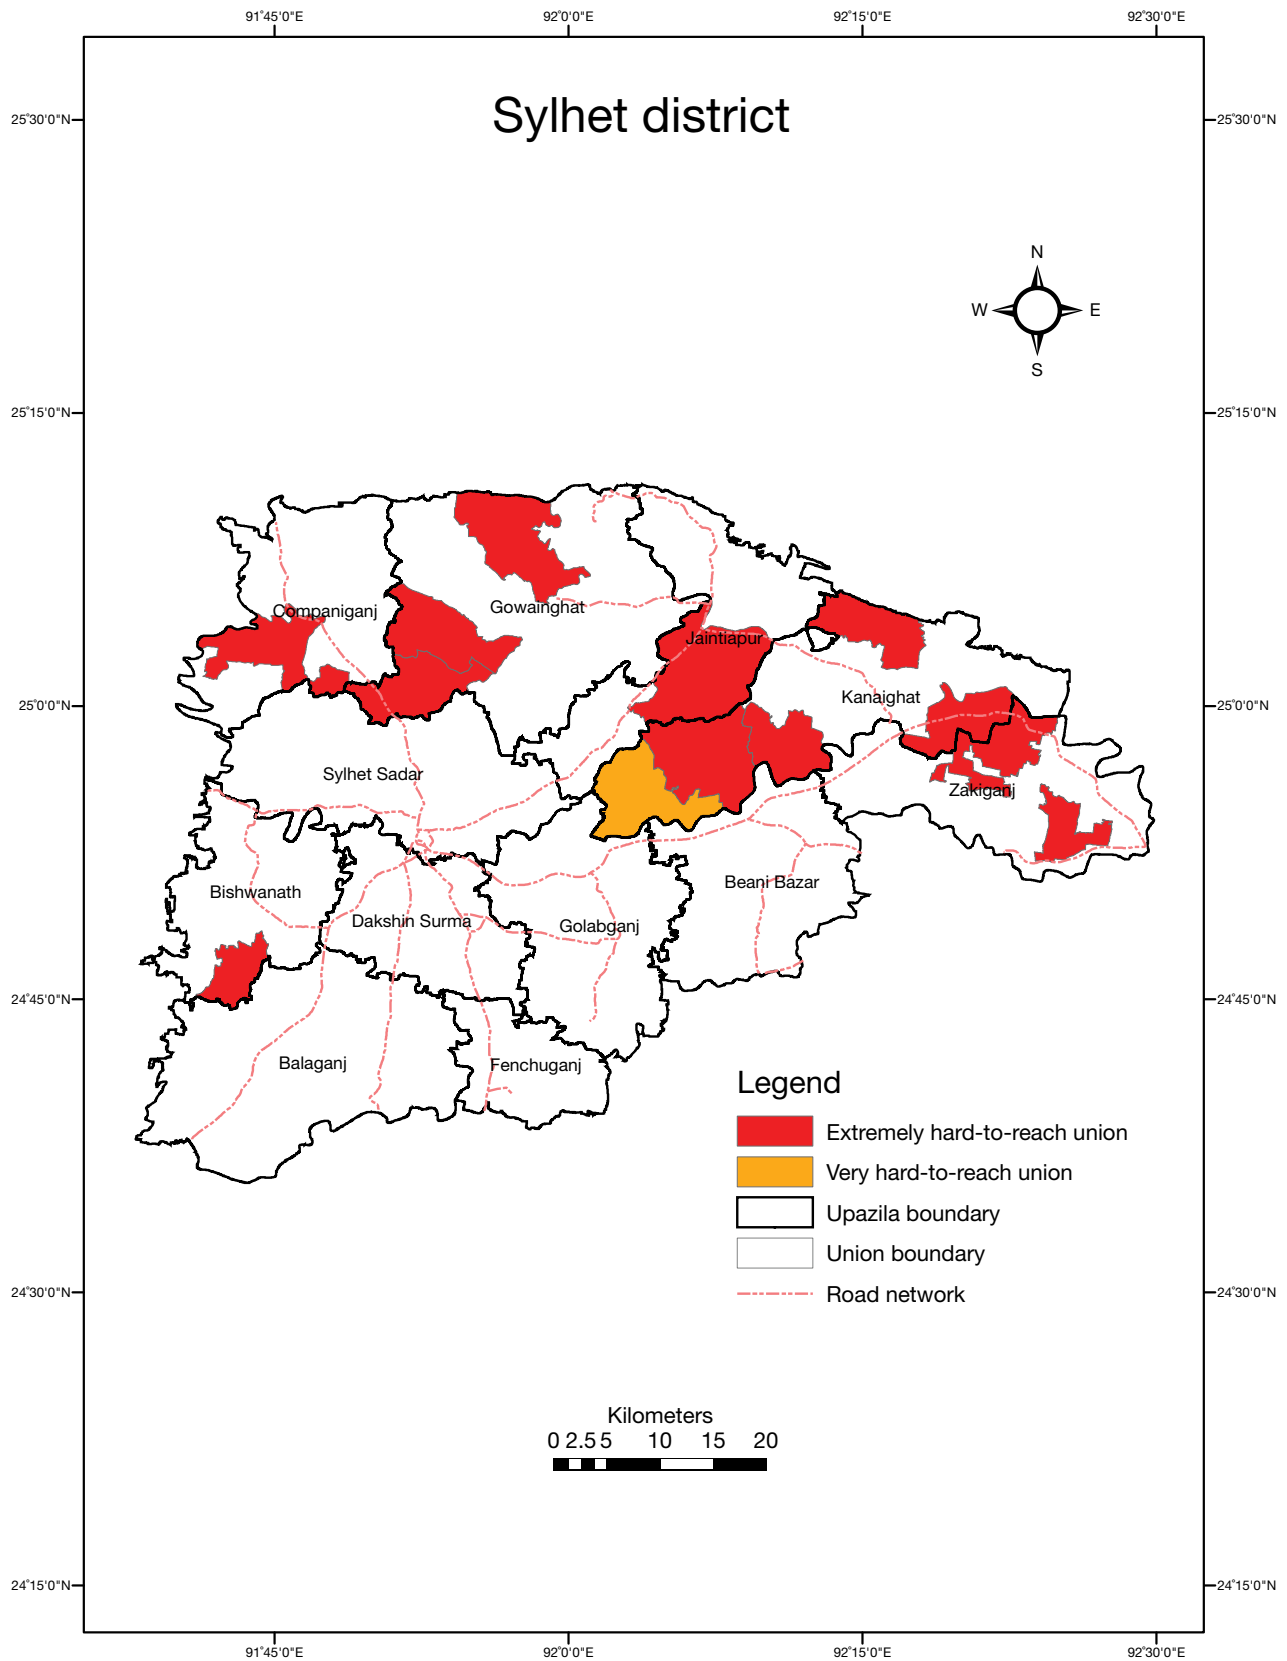 91°45'0"E
92°0'0"E
92°15'0"E
92°30'0"E
Sylhet district
25°30'0"N
25°30'0"N
N
W
E
S
25°15'0"N
25°15'0"N
Companiganj
Gowainghat
Jaintiapur
Kanaighat
25°0'0"N
25°0'0"N
Sylhet Sadar
Zakiganj
Bishwanath
Beani Bazar
Dakshin Surma
Golabganj
24°45'0"N
24°45'0"N
Balaganj
Fenchuganj
Legend
Extremely hard-to-reach union
Very hard-to-reach union
Upazila boundary
Union boundary
24°30'0"N
24°30'0"N
Road network
Kilometers
0 2.5 5 10 15 20
24°15'0"N
24°15'0"N
91°45'0"E
92°0'0"E
92°15'0"E
92°30'0"E